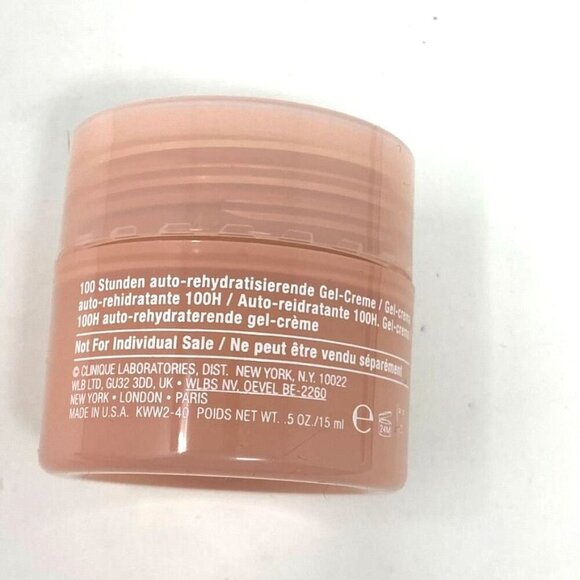 100 Stunden auto-rehydratisierende Gel-Creme / Gel-crema
auto-rehidratante 100H / Auto-reidratante 100H. Gel-creme
100H auto-rehydraterende gel-crème
Not For Individual Sale / Ne peut être vendu séparément
© CLINIQUE LABORATORIES, DIST. NEW YORK, N.Y. 10022
WLB LTD, GU32 3DD, UK • WLBS NV. OEVEL BE-2260
NEW YORK • LONDON • PARIS
MADE IN U.S.A. KWW2-40 POIDS NET WT. .5 OZ./15 ml e 24M